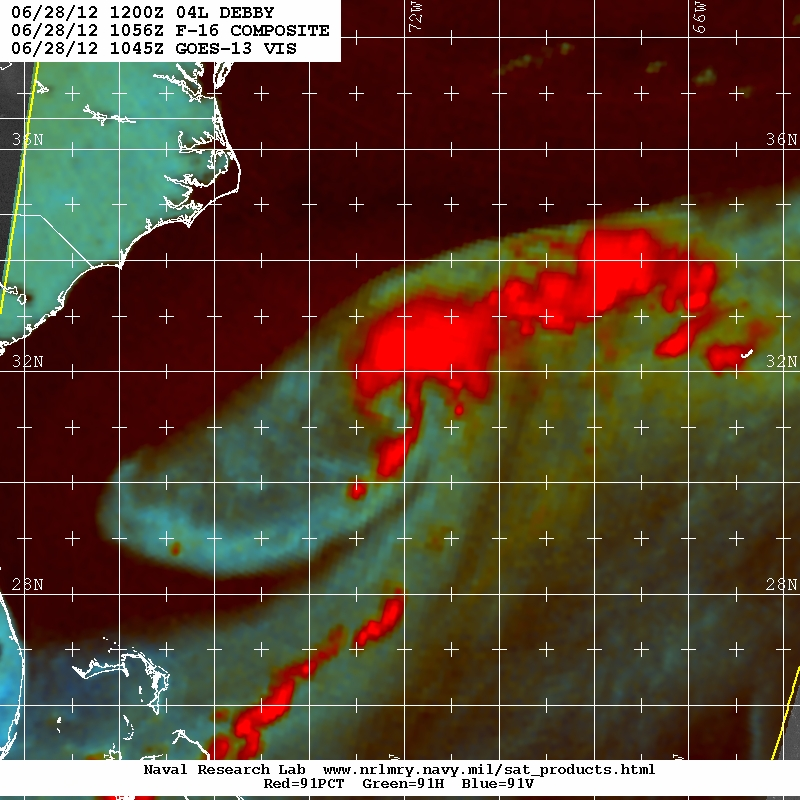 06/28/12 1200Z 04L DEBBY
06/28/12 1056Z F-16 COMPOSITE
06/28/12 1045Z GOES-13 VIS
72W
66W
36N
36N
32N
32N
28N
28N
W
W
Naval Research Lab www.nrlmry.navy.mil/sat_products.html
Red=91PCT Green=91H Blue=91V